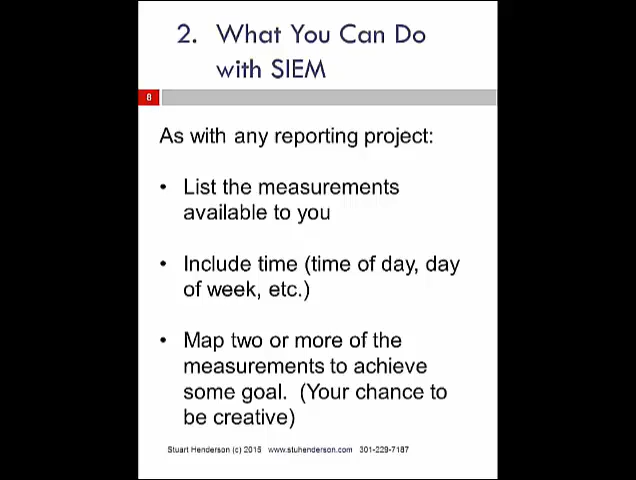 2. What You Can Do
with SIEM
8
As with any reporting project:
• List the measurements
available to you
• Include time (time of day, day
of week, etc.)
• Map two or more of the
measurements to achieve
some goal. (Your chance to
be creative)
Stuart Henderson (c) 2015 www.stuhenderson.com 301-229-7187